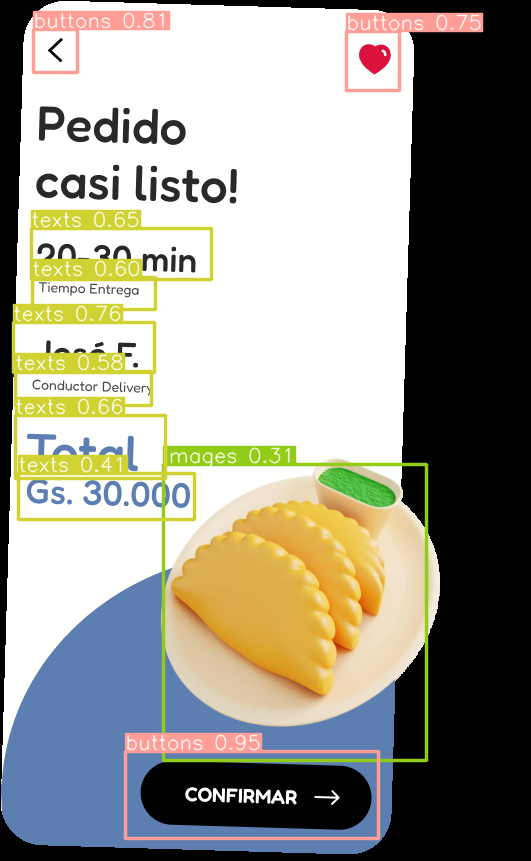 buttons 0.81
buttons 0.75
Pedido
casi listo!
texts 0.65
20-30 min
texts 0.60
Tiempo Entrega
texts 0.76
José F.
texts 0.58
Conductor Delivery
texts 0.66
Total
texts 0.41
Gs. 30.000
images 0.31
buttons 0.95
CONFIRMAR